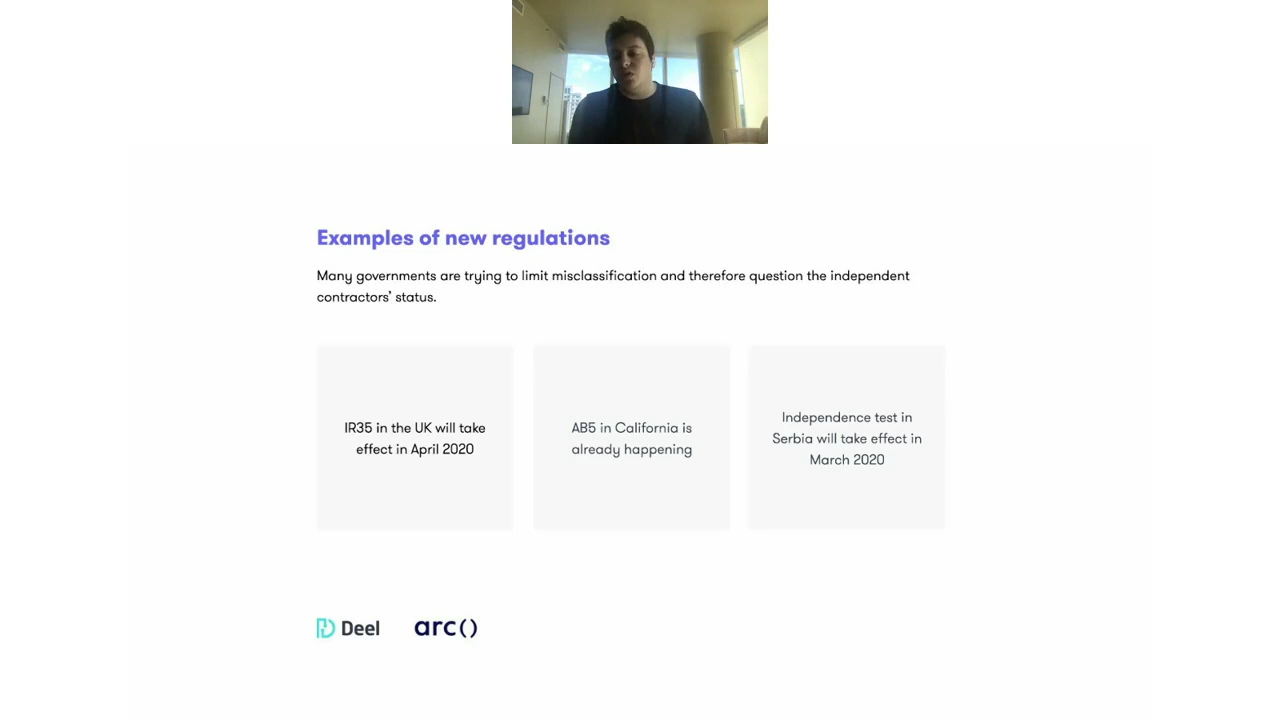 Examples of new regulations
Many governments are trying to limit misclassification and therefore question the independent
contractors' status.
IR35 in the UK will take
effect in April 2020
AB5 in California is
already happening
Independence test in
Serbia will take effect in
March 2020
Deel
arc()